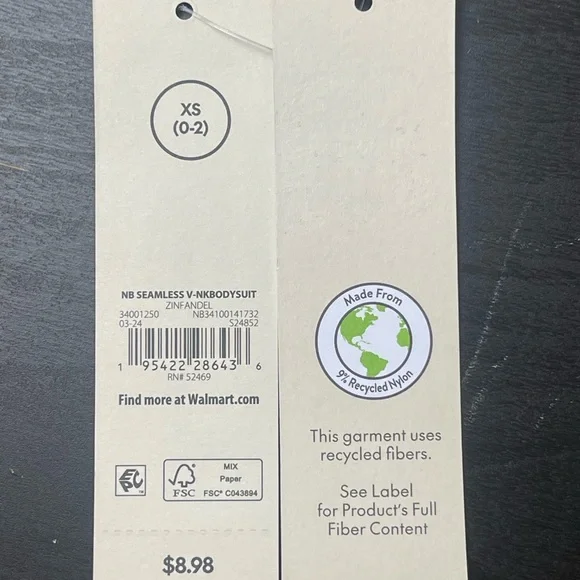 XS
(0-2)
NB SEAMLESS V-NKBODYSUIT
ZINFANDEL
34001250 NB34100141732
03-24 S24852
1 95422 28643 6
RN# 52469
Find more at Walmart.com
EPC
FSC
MIX
Paper
FSC® C043894
$8.98
Made From
9% Recycled Nylon
This garment uses
recycled fibers.
See Label
for Product's Full
Fiber Content